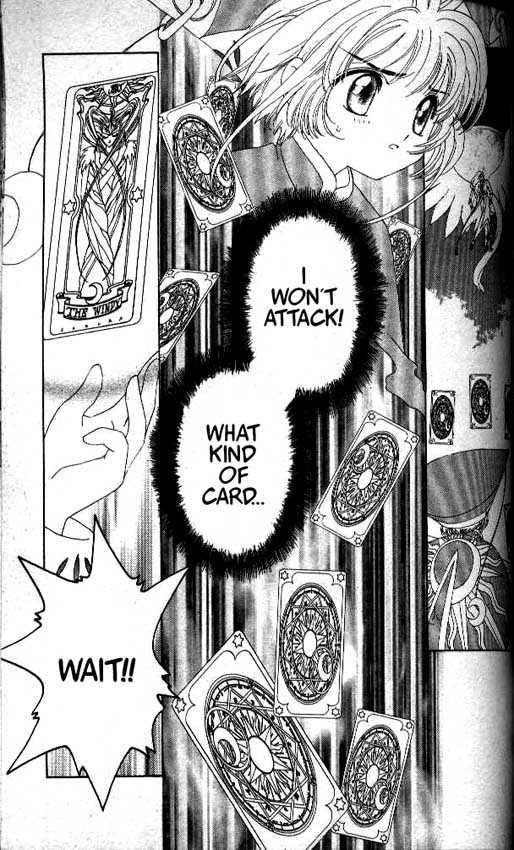 I
WON'T
ATTACK!
WHAT
KIND
OF
CARD...
WAIT!!
THE WINDY